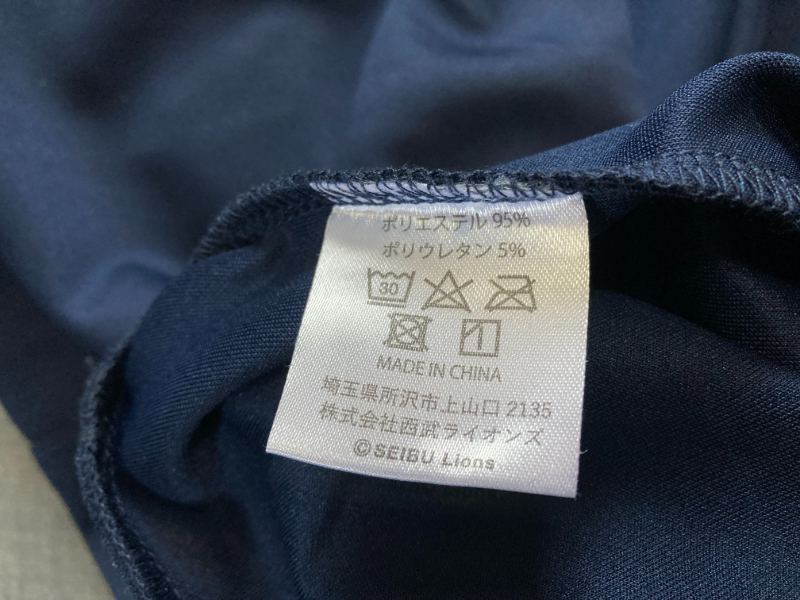 ポリエステル 95%
ポリウレタン 5%
30
MADE IN CHINA
埼玉県所沢市上山口 2135
株式会社西武ライオンズ
©SEIBU Lions